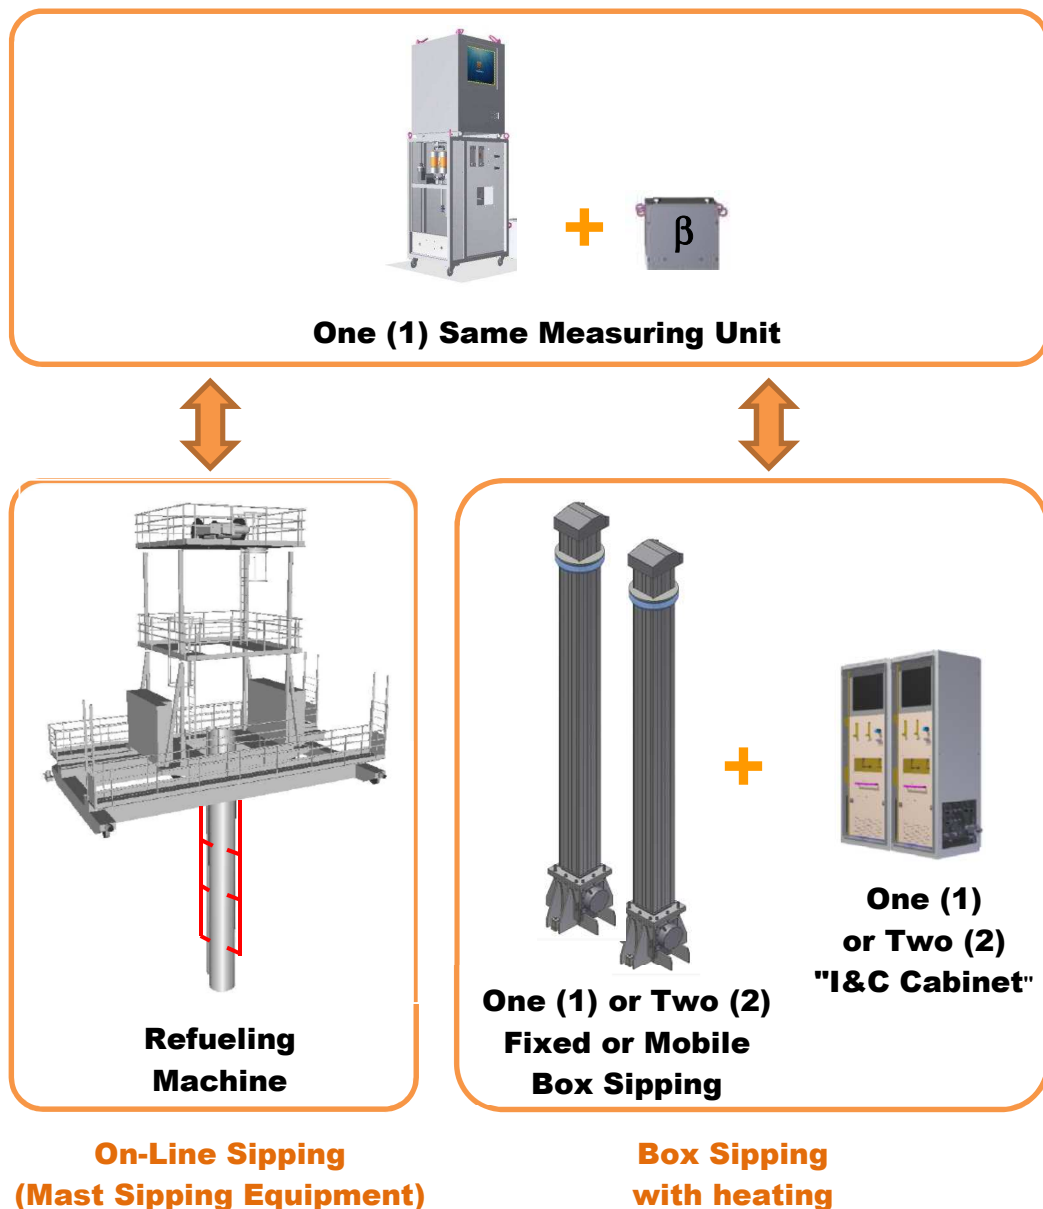 β
One (1) Same Measuring Unit
One (1)
or Two (2)
"I&C Cabinet"
One (1) or Two (2)
Fixed or Mobile
Box Sipping
Refueling
Machine
On-Line Sipping
(Mast Sipping Equipment)
Box Sipping
with heating